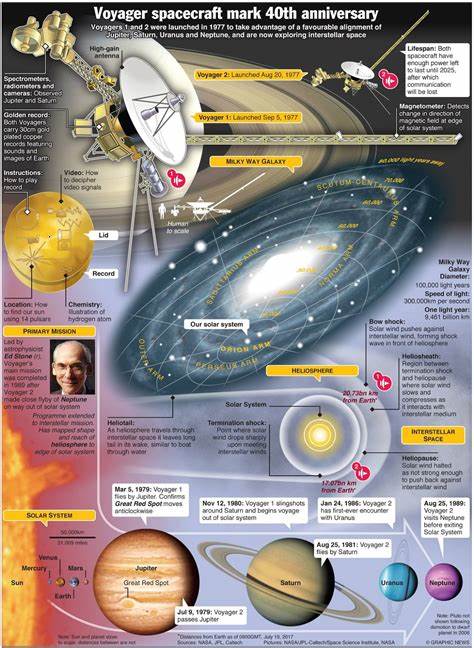 Voyager spacecraft mark 40th anniversary
Voyagers 1 and 2 were launched in 1977 to take advantage of a favourable alignment of
Jupiter, Saturn, Uranus and Neptune, and are now exploring interstellar space
High-gain
antenna
Spectrometers,
radiometers and
cameras: Observed
Jupiter and Saturn
Golden record:
Both Voyagers
carry 30cm gold
plated copper
records featuring
sounds and
images of Earth
Instructions:
How to play
record
Video: How
to decipher
video signals
Voyager 2: Launched Aug 20, 1977
Voyager 1: Launched Sep 5, 1977
2
Lifespan: Both
spacecraft have
enough power left
to last until 2025,
after which
communication
will be lost
Magnetometer: Detects
change in direction of
magnetic field at edge
of solar system
1
Human
to scale
Lid
Record
Location: How
to find our sun
using 14 pulsars
Chemistry:
Illustration of
hydrogen atom
MILKY WAY GALAXY
80,000 light years away
SCUTUM-CENTAURUS ARM
SAGITTARIUS ARM
NORMA ARM
Our solar system
ORION ARM
PERSEUS ARM
OUTER ARM
Milky Way
Galaxy
Diameter:
100,000 light years
Speed of light:
300,000km per second
One light year:
9,461 billion km
PRIMARY MISSION
Led by
astrophysicist
Ed Stone (r),
Voyager's
main mission
was completed
in 1989 after
Voyager 2
made close flyby of Neptune
on way out of solar system
Programme extended
to interstellar mission.
Has mapped shape
and reach of
heliosphere to
edge of solar system
Bow shock:
Solar wind pushes against
interstellar wind, forming shock
wave in front of heliosphere
HELIOSPHERE
1
20.73bn km
from Earth*
Heliosheath:
Region between
termination shock
and heliopause
where solar wind
slows and
compresses as
it interacts with
interstellar medium
INTERSTELLAR
SPACE
Heliopause:
Solar wind halted
as not strong enough
to push back against
interstellar wind
Solar System
Termination shock:
Point where solar
wind drops sharply
upon meeting
interstellar winds
2
17.07bn km
from Earth*
Heliotail:
As heliosphere travels through
interstellar space it leaves long
tail in its wake, similar to boat
through water
SOLAR SYSTEM
50,000km
31,069 miles
Sun
Mercury
Venus
Mars
Earth
Mar 5, 1979: Voyager 1
flies by Jupiter. Confirms
Great Red Spot moves
anticlockwise
Jupiter
Great Red Spot
Jul 9, 1979: Voyager 2
passes Jupiter
Nov 12, 1980: Voyager 1 slingshots
around Saturn and begins voyage
out of solar system
Saturn
Aug 25, 1981: Voyager 2
flies by Saturn
Jan 24, 1986: Voyager 2
has first-ever encounter
with Uranus
Uranus
Aug 25, 1989:
Voyager 2
visits Neptune
before exiting
Solar System
Neptune
Note: Pluto not
shown following
demotion to dwarf
planet in 2006
Note: Sun and planet sizes
to scale, distances between are not
*Distances from Earth as of 0800GMT, July 19, 2017
Sources: NASA, JPL, Caltech
Pictures: NASA/JPL-Caltech/Space Science Institute, NASA
© GRAPHIC NEWS